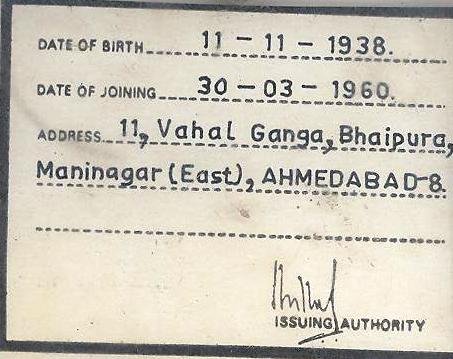 DATE OF BIRTH 11 - 11 - 1938.
DATE OF JOINING 30 - 03 - 1960.
ADDRESS 11, Vahal Ganga, Bhaipura,
Maninagar (East), AHMEDABAD-8.
ISSUING AUTHORITY